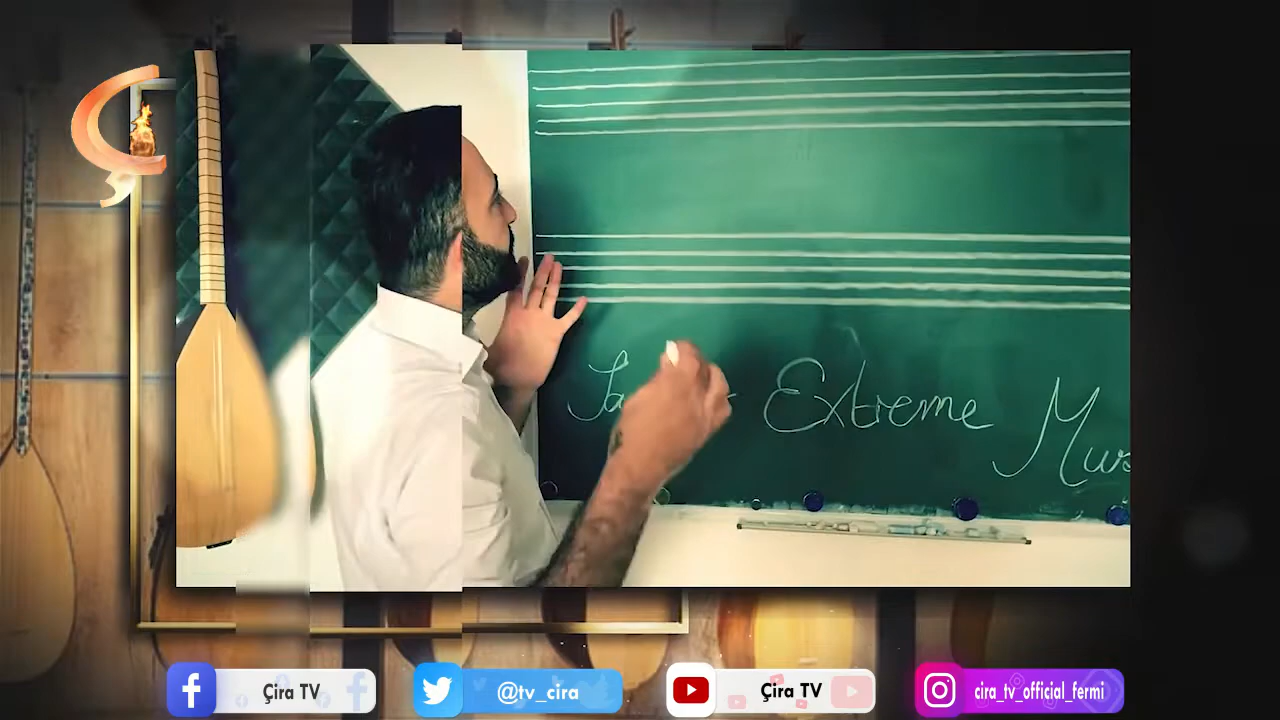 Extreme
Çira TV
@tv_cira
Çira TV
cira_tv_official_fermi